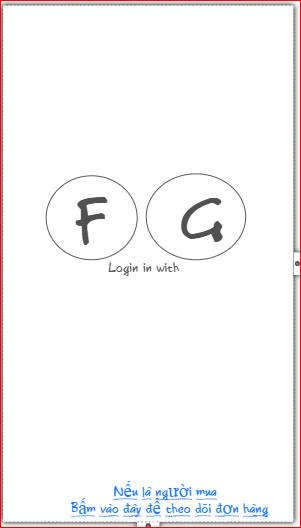 F G
Login in with
Nếu là người mua
Bấm vào đây để theo dõi đơn hàng